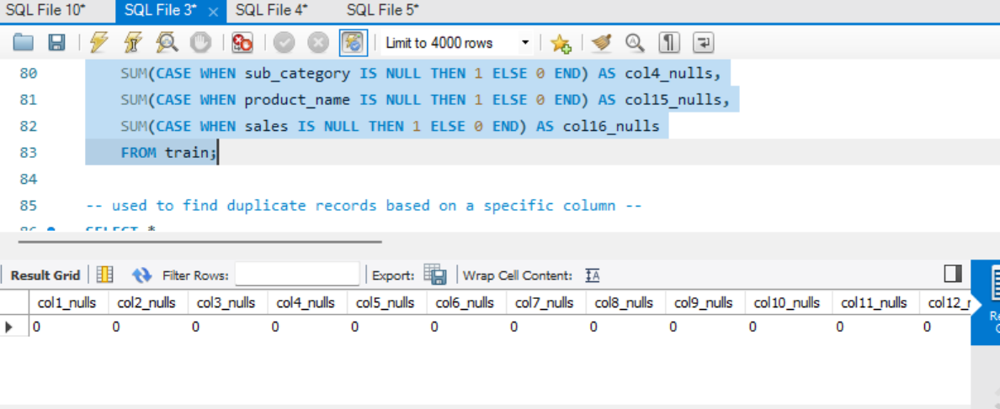 SQL File 10* SQL File 3* × SQL File 4* SQL File 5*
Limit to 4000 rows
80 SUM(CASE WHEN sub_category IS NULL THEN 1 ELSE 0 END) AS col4_nulls,
81 SUM(CASE WHEN product_name IS NULL THEN 1 ELSE 0 END) AS col15_nulls,
82 SUM(CASE WHEN sales IS NULL THEN 1 ELSE 0 END) AS col16_nulls
83 FROM train;
84
85 -- used to find duplicate records based on a specific column --
86 SELECT *
Result Grid Filter Rows: Export: Wrap Cell Content: IA
col1_nulls col2_nulls col3_nulls col4_nulls col5_nulls col6_nulls col7_nulls col8_nulls col9_nulls col10_nulls col11_nulls col12_n
0 0 0 0 0 0 0 0 0 0 0 0